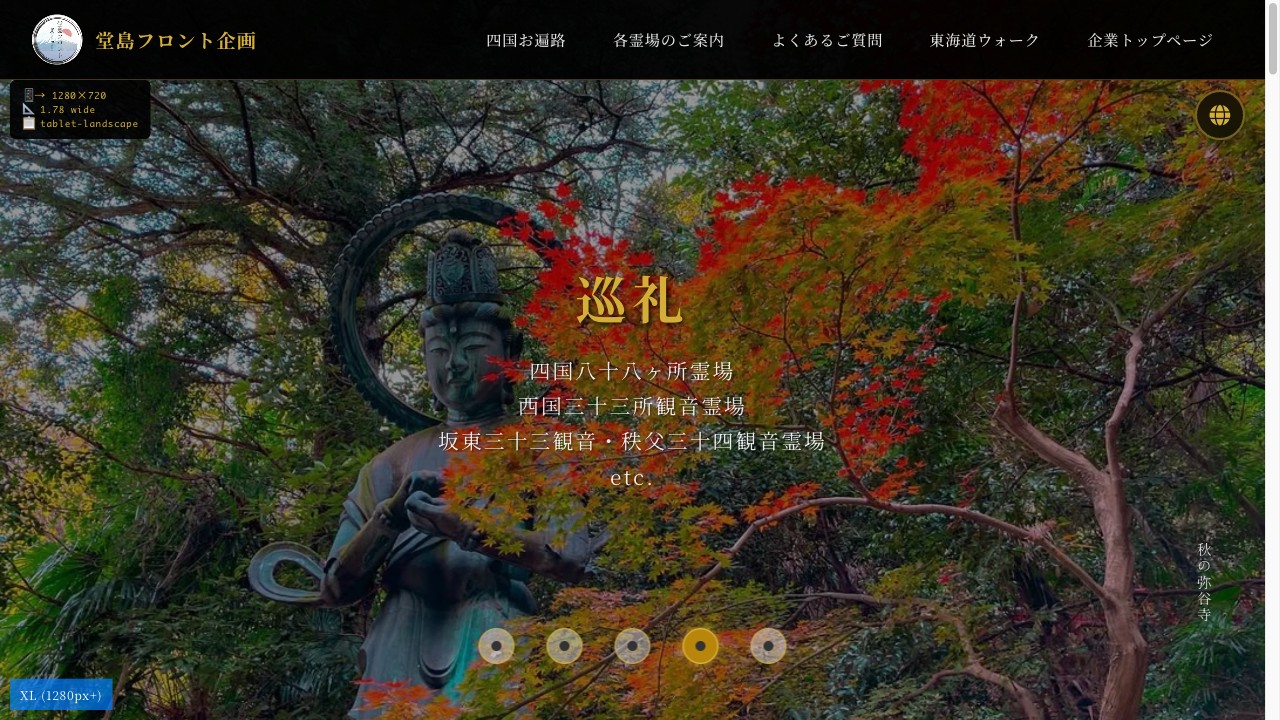 堂島フロント企画
四国お遍路
各霊場のご案内
よくあるご質問
東海道ウォーク
企業トップページ
→ 1280×720
1.78 wide
tablet-landscape
巡礼
四国八十八ヶ所霊場
西国三十三所観音霊場
坂東三十三観音・秩父三十四観音霊場
etc.
秋の弥谷寺
XL (1280px+)